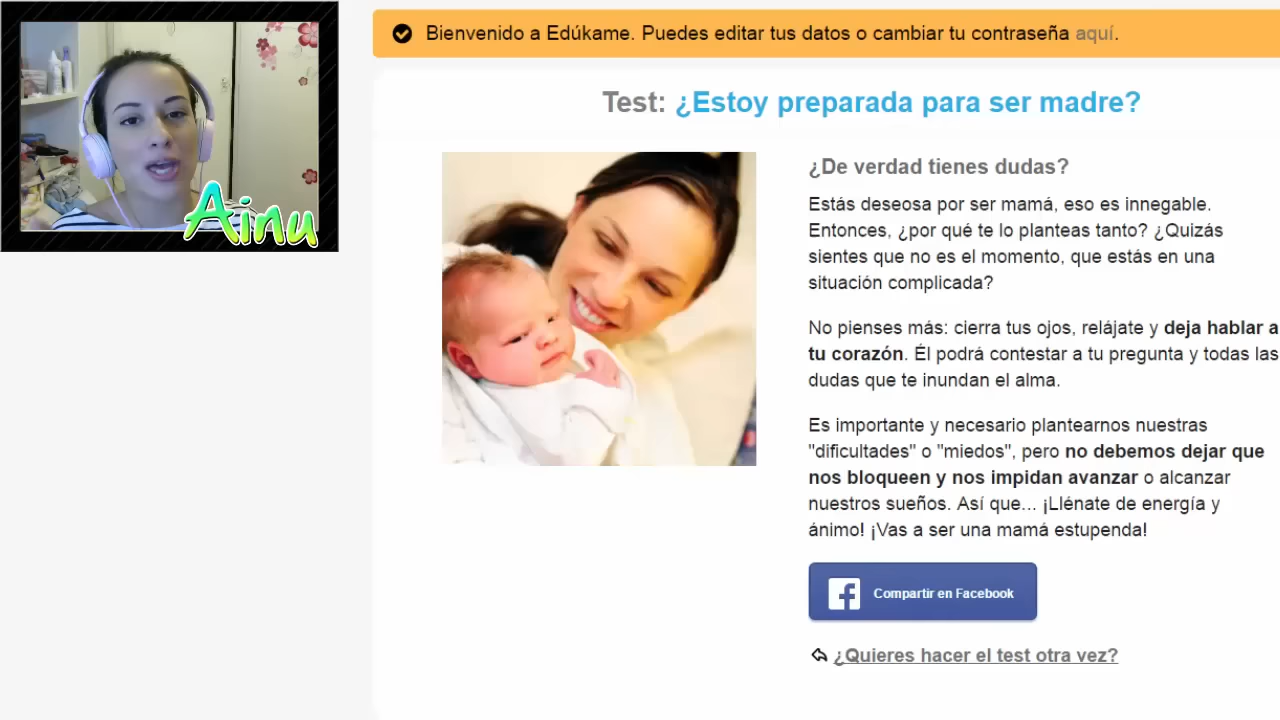 Ainu
Bienvenido a Edúkame. Puedes editar tus datos o cambiar tu contraseña aquí.
Test: ¿Estoy preparada para ser madre?
¿De verdad tienes dudas?
Estás deseosa por ser mamá, eso es innegable.
Entonces, ¿por qué te lo planteas tanto? ¿Quizás
sientes que no es el momento, que estás en una
situación complicada?
No pienses más: cierra tus ojos, relájate y deja hablar a
tu corazón. Él podrá contestar a tu pregunta y todas las
dudas que te inundan el alma.
Es importante y necesario plantearnos nuestras
"dificultades" o "miedos", pero no debemos dejar que
nos bloqueen y nos impidan avanzar o alcanzar
nuestros sueños. Así que... ¡Llénate de energía y
ánimo! ¡Vas a ser una mamá estupenda!
Compartir en Facebook
¿Quieres hacer el test otra vez?